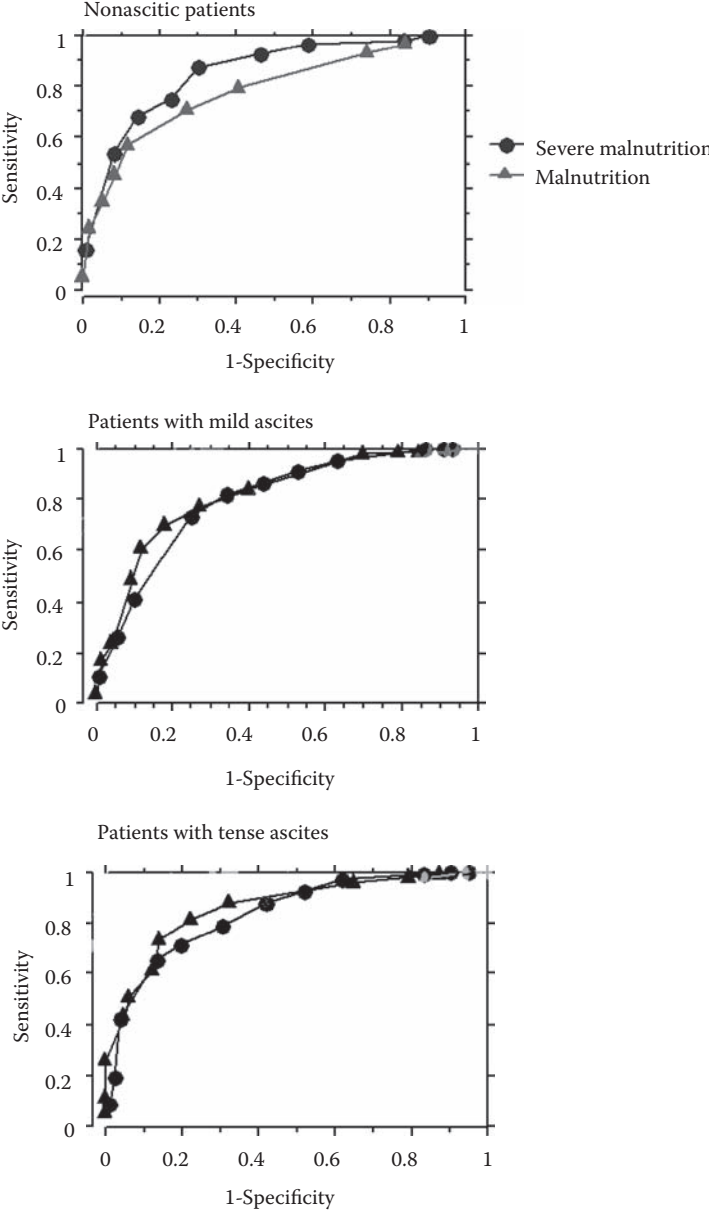 Nonascitic patients
1
0.8
0.6
0.4
0.2
0
Sensitivity
0 0.2 0.4 0.6 0.8 1
1-Specificity
Severe malnutrition
Malnutrition
Patients with mild ascites
1
0.8
0.6
0.4
0.2
0
Sensitivity
0 0.2 0.4 0.6 0.8 1
1-Specificity
Patients with tense ascites
1
0.8
0.6
0.4
0.2
0
Sensitivity
0 0.2 0.4 0.6 0.8 1
1-Specificity